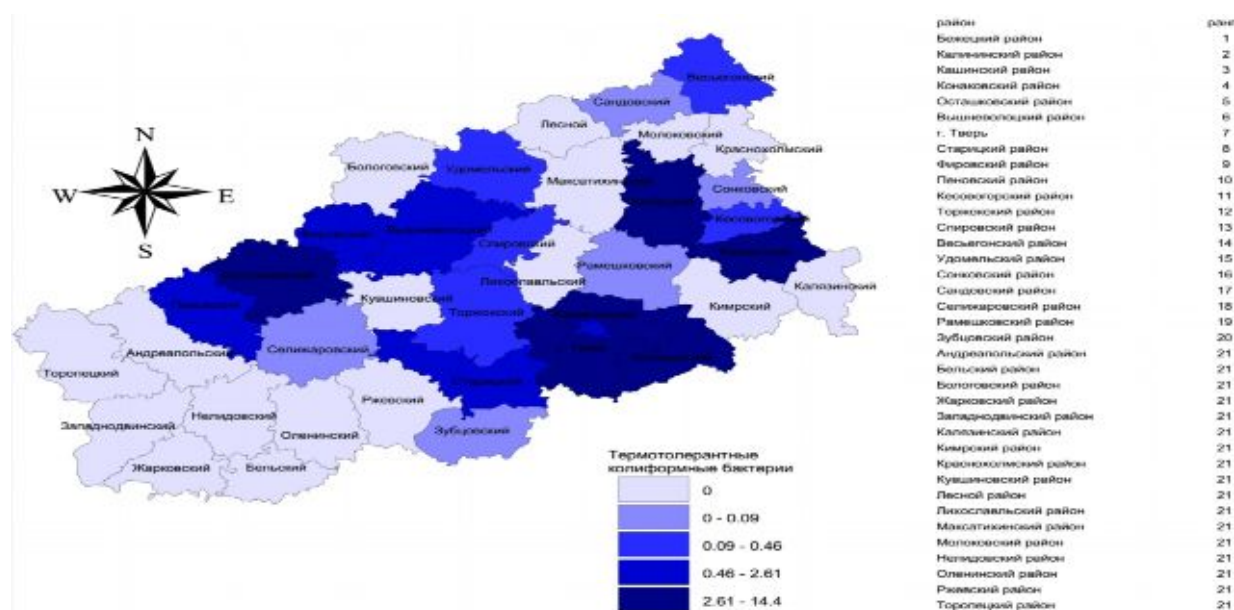 N
W
E
S
Весьегонский
Сандовский
Лесной
Молоковский
Краснохолмский
Бологовский
Удомельский
Сонковский
Спировский
Рамешковский
Лихославльский
Кувшиновский
Торжокский
Кимрский
Калязинский
Селижаровский
Андреапольский
Торопецкий
Старицкий
Ржевский
Нелидовский
Западнодвинский
Оленинский
Зубцовский
Жарковский
Бельский
Термотолерантные
колиформные бактерии
0
0 - 0.09
0.09 - 0.46
0.46 - 2.61
2.61 - 14.4
район ранг
Бежецкий район 1
Калининский район 2
Кашинский район 3
Конаковский район 4
Осташковский район 5
Вышневолоцкий район 6
г. Тверь 7
Старицкий район 8
Фировский район 9
Пеновский район 10
Кесовогорский район 11
Торжокский район 12
Спировский район 13
Весьегонский район 14
Удомельский район 15
Сонковский район 16
Сандовский район 17
Селижаровский район 18
Рамешковский район 19
Зубцовский район 20
Андреапольский район 21
Бельский район 21
Бологовский район 21
Жарковский район 21
Западнодвинский район 21
Калязинский район 21
Кимрский район 21
Краснохолмский район 21
Кувшиновский район 21
Лесной район 21
Лихославльский район 21
Максатихинский район 21
Молоковский район 21
Нелидовский район 21
Оленинский район 21
Ржевский район 21
Торопецкий район 21